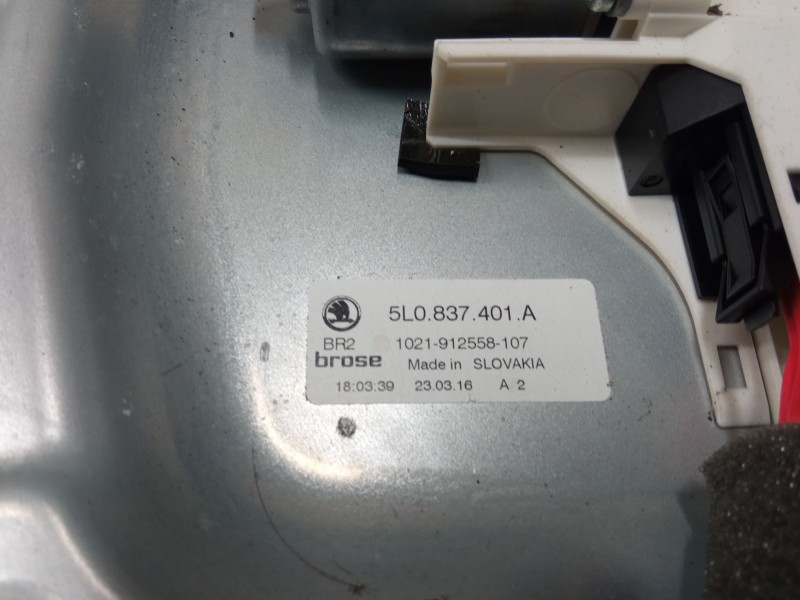 5L0.837.401.A
BR2 1021-912558-107
brose Made in SLOVAKIA
18:03:39 23.03.16 A 2